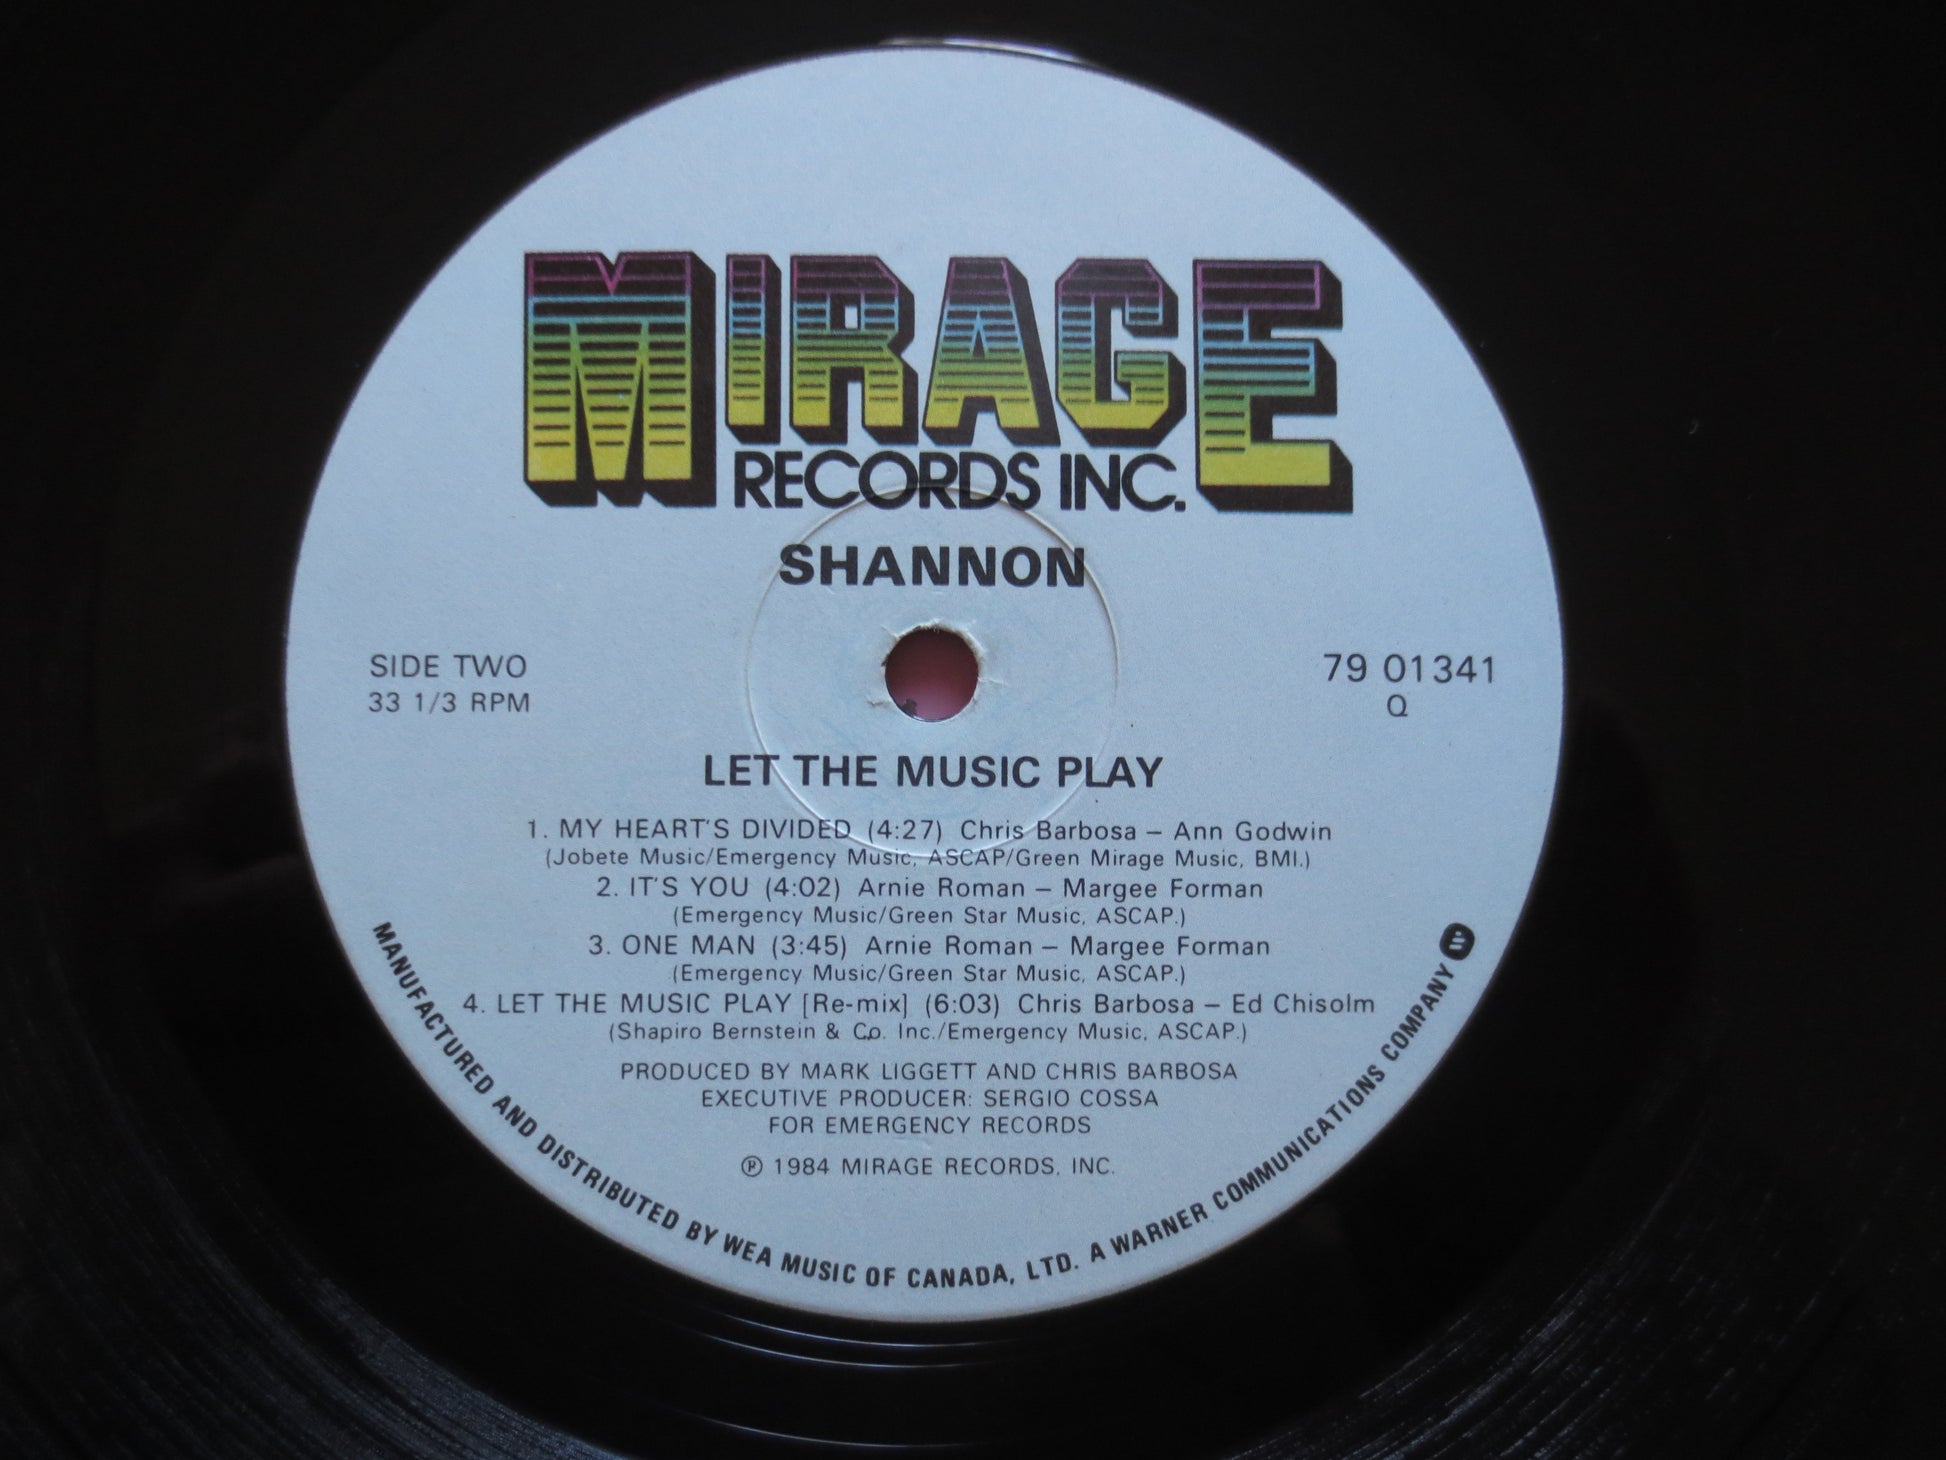 MIRAGE
RECORDS INC.
SHANNON
SIDE TWO
33 1/3 RPM
79 01341
Q
LET THE MUSIC PLAY
1. MY HEART'S DIVIDED (4:27) Chris Barbosa – Ann Godwin
(Jobete Music/Emergency Music, ASCAP/Green Mirage Music, BMI.)
2. IT'S YOU (4:02) Arnie Roman – Margee Forman
(Emergency Music/Green Star Music, ASCAP.)
3. ONE MAN (3:45) Arnie Roman – Margee Forman
(Emergency Music/Green Star Music, ASCAP.)
4. LET THE MUSIC PLAY [Re-mix] (6:03) Chris Barbosa – Ed Chisolm
(Shapiro Bernstein & Co. Inc./Emergency Music, ASCAP.)
PRODUCED BY MARK LIGGETT AND CHRIS BARBOSA
EXECUTIVE PRODUCER: SERGIO COSSA
FOR EMERGENCY RECORDS
℗ 1984 MIRAGE RECORDS, INC.
MANUFACTURED AND DISTRIBUTED BY WEA MUSIC OF CANADA, LTD. A WARNER COMMUNICATIONS COMPANY